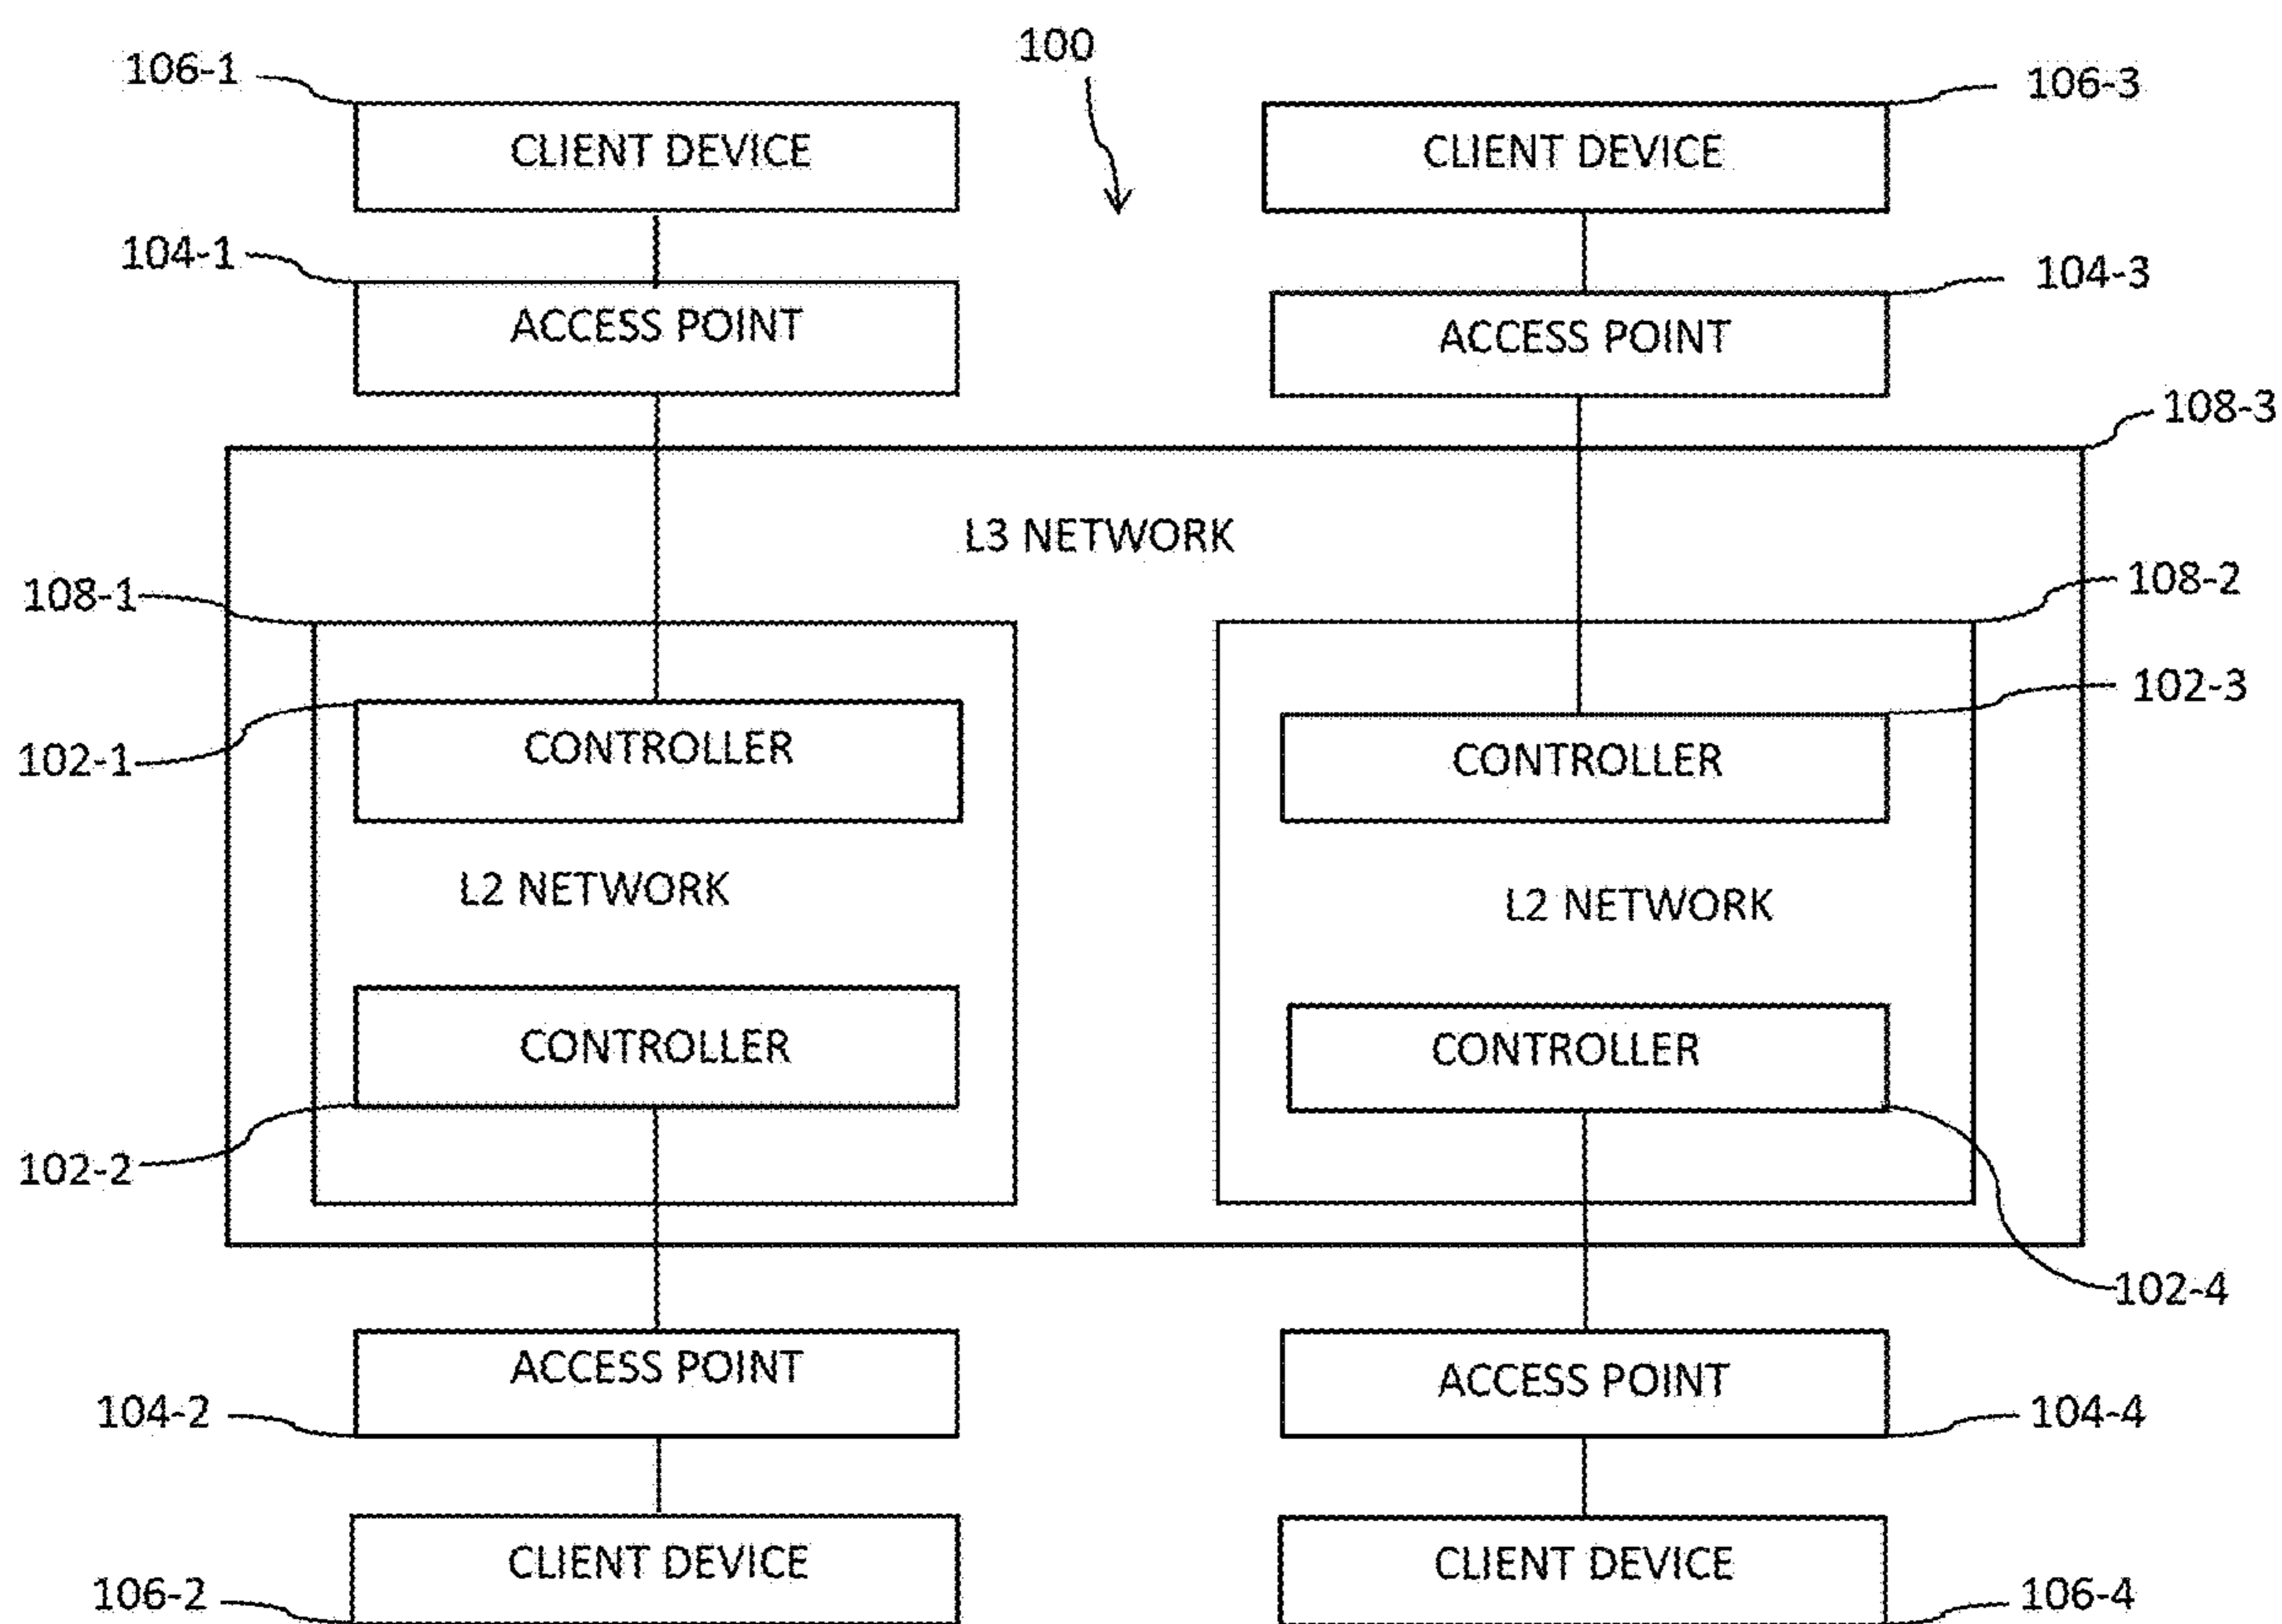 100
106-1
106-3
CLIENT DEVICE
CLIENT DEVICE
104-1
104-3
ACCESS POINT
ACCESS POINT
108-3
L3 NETWORK
108-1
108-2
102-1
102-3
CONTROLLER
CONTROLLER
L2 NETWORK
L2 NETWORK
CONTROLLER
CONTROLLER
102-2
102-4
ACCESS POINT
ACCESS POINT
104-2
104-4
CLIENT DEVICE
CLIENT DEVICE
106-2
106-4